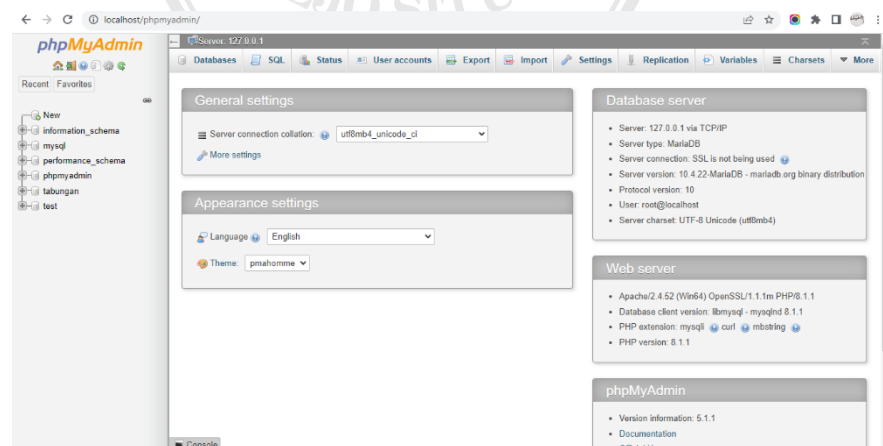 localhost/phpmyadmin/
phpMyAdmin
Recent Favorites
New
information_schema
mysql
performance_schema
phpmyadmin
tabungan
test
Server: 127.0.0.1
Databases SQL Status User accounts Export Import Settings Replication Variables Charsets More
General settings
Server connection collation: utf8mb4_unicode_ci
More settings
Appearance settings
Language English
Theme: pmahomme
Database server
Server: 127.0.0.1 via TCP/IP
Server type: MariaDB
Server connection: SSL is not being used
Server version: 10.4.22-MariaDB - mariadb.org binary distribution
Protocol version: 10
User: root@localhost
Server charset: UTF-8 Unicode (utf8mb4)
Web server
Apache/2.4.52 (Win64) OpenSSL/1.1.1m PHP/8.1.1
Database client version: libmysql - mysqlnd 8.1.1
PHP extension: mysqli curl mbstring
PHP version: 8.1.1
phpMyAdmin
Version information: 5.1.1
Documentation
Console